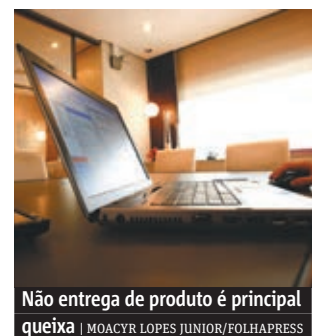 Não entrega de produto é principal
queixa | MOACYR LOPES JUNIOR/FOLHAPRESS